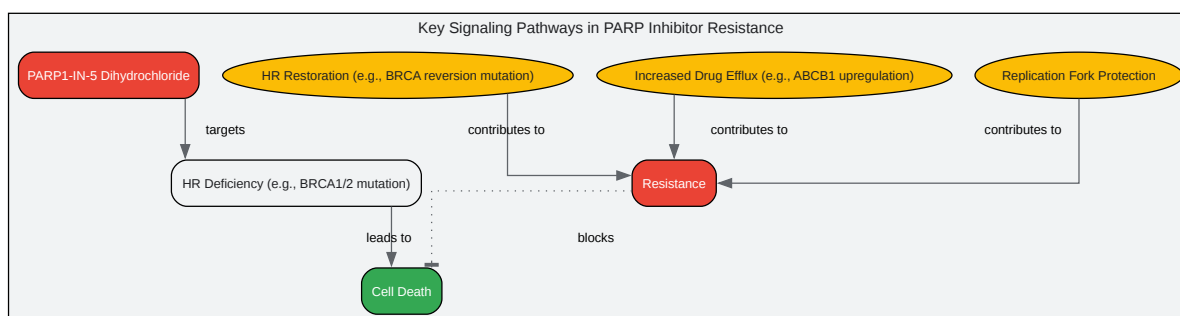 Key Signaling Pathways in PARP Inhibitor Resistance
PARP1-IN-5 Dihydrochloride
HR Restoration (e.g., BRCA reversion mutation)
Increased Drug Efflux (e.g., ABCB1 upregulation)
Replication Fork Protection
targets
contributes to
contributes to
contributes to
HR Deficiency (e.g., BRCA1/2 mutation)
Resistance
leads to
blocks
Cell Death